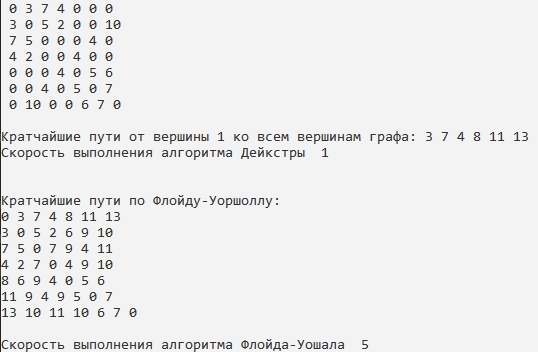 0 3 7 4 0 0 0
3 0 5 2 0 0 10
7 5 0 0 0 4 0
4 2 0 0 4 0 0
0 0 0 4 0 5 6
0 0 4 0 5 0 7
0 10 0 0 6 7 0
Кратчайшие пути от вершины 1 ко всем вершинам графа: 3 7 4 8 11 13
Скорость выполнения алгоритма Дейкстры 1
Кратчайшие пути по Флойду-Уоршоллу:
0 3 7 4 8 11 13
3 0 5 2 6 9 10
7 5 0 7 9 4 11
4 2 7 0 4 9 10
8 6 9 4 0 5 6
11 9 4 9 5 0 7
13 10 11 10 6 7 0
Скорость выполнения алгоритма Флойда-Уошала 5